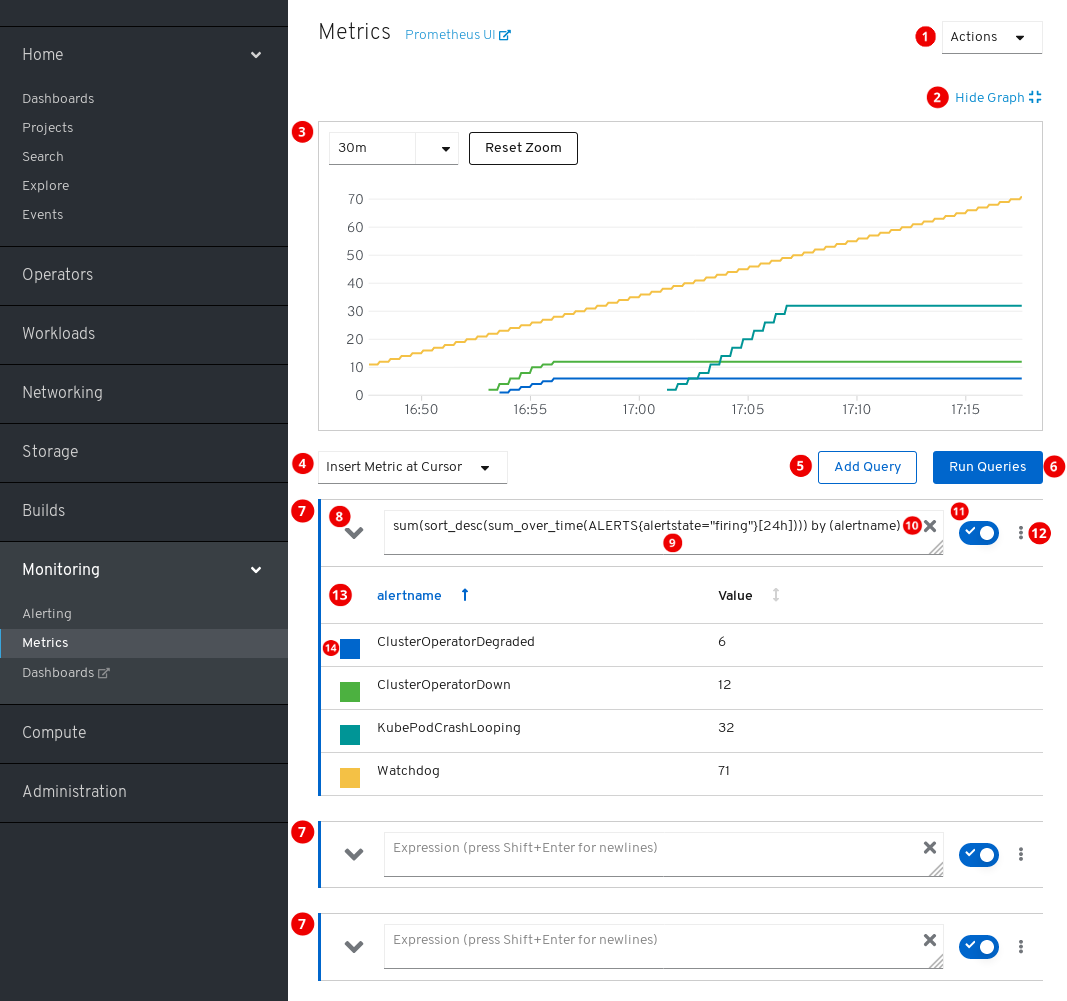 Home
Dashboards
Projects
Search
Explore
Events
Operators
Workloads
Networking
Storage
Builds
Monitoring
Alerting
Metrics
Dashboards
Compute
Administration
Metrics Prometheus UI
1 Actions
2 Hide Graph
3
30m Reset Zoom
70
60
50
40
30
20
10
0
16:50 16:55 17:00 17:05 17:10 17:15
4 Insert Metric at Cursor 5 Add Query Run Queries 6
7 8 sum(sort_desc(sum_over_time(ALERTS{alertstate="firing"}[24h]))) by (alertname) 10 11 12
9
13 alertname Value
14 ClusterOperatorDegraded 6
ClusterOperatorDown 12
KubePodCrashLooping 32
Watchdog 71
7 Expression (press Shift+Enter for newlines)
7 Expression (press Shift+Enter for newlines)